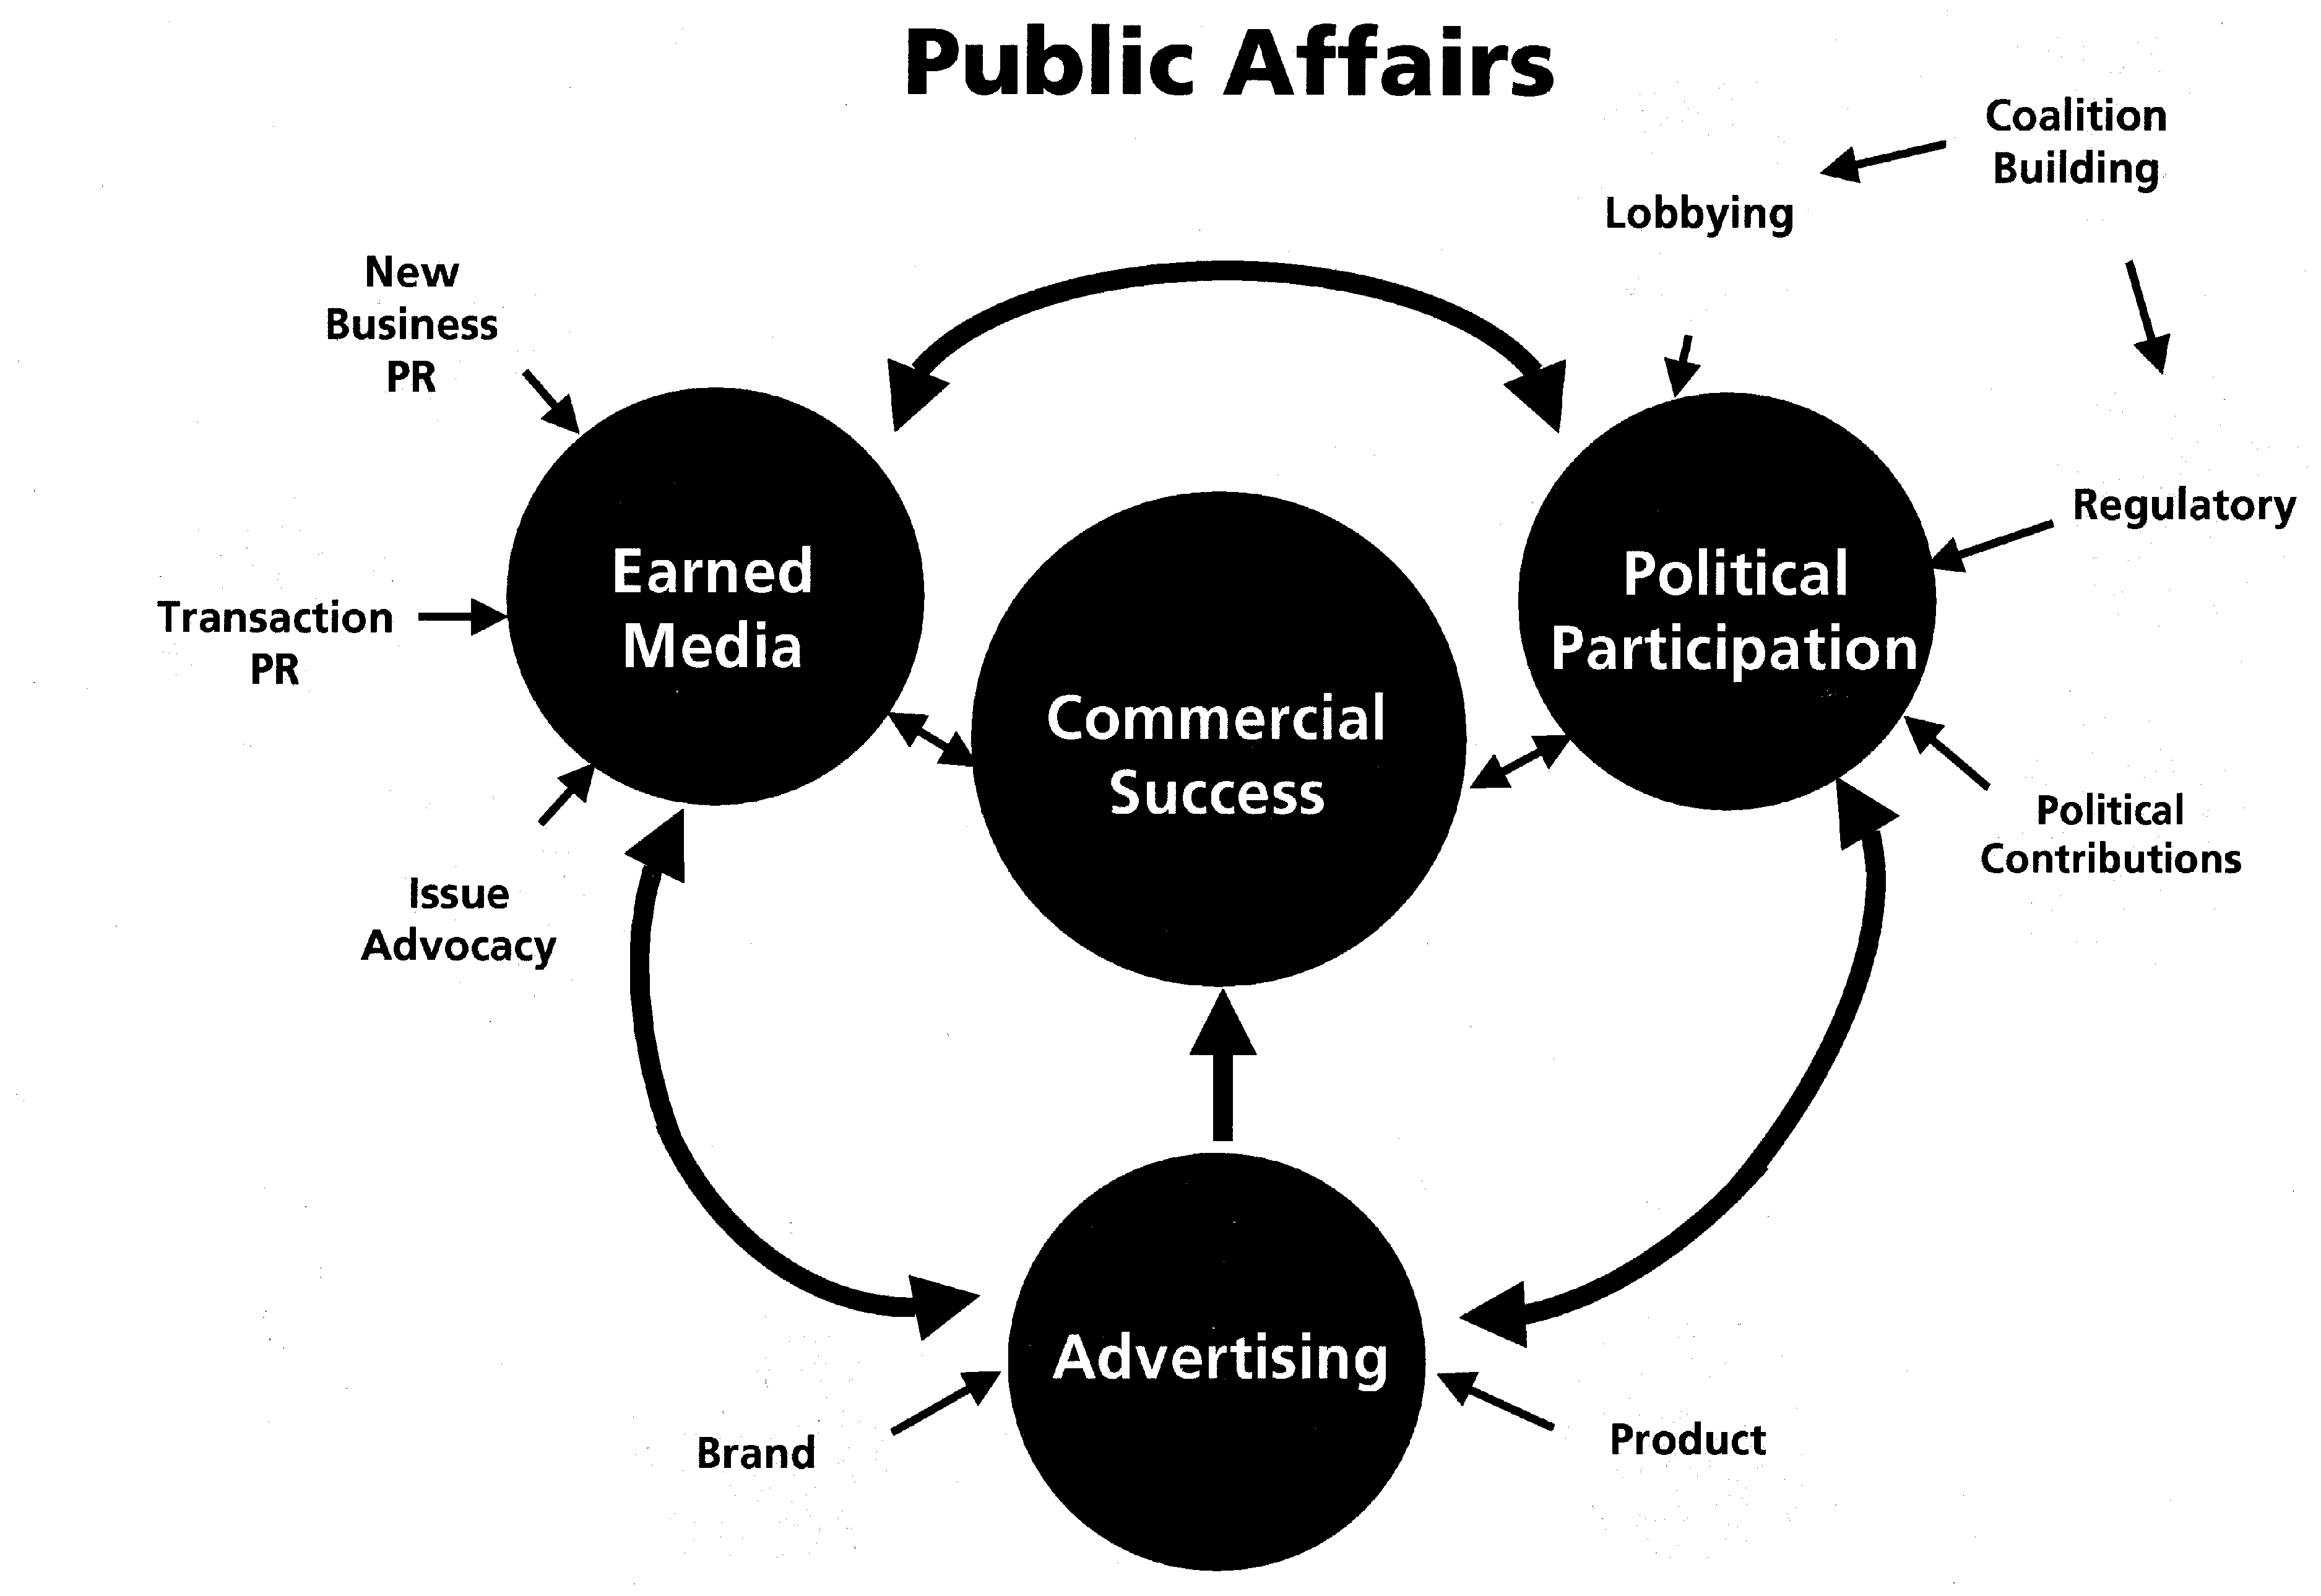 Public Affairs
Coalition
Building
Lobbying
New
Business
PR
Earned
Media
Political
Participation
Regulatory
Transaction
PR
Commercial
Success
Political
Contributions
Issue
Advocacy
Advertising
Brand
Product